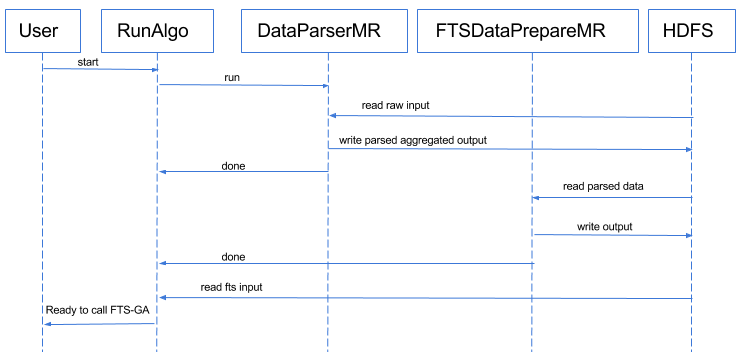 User
RunAlgo
DataParserMR
FTSDataPrepareMR
HDFS
start
run
read raw input
write parsed aggregated output
done
read parsed data
write output
done
read fts input
Ready to call FTS-GA